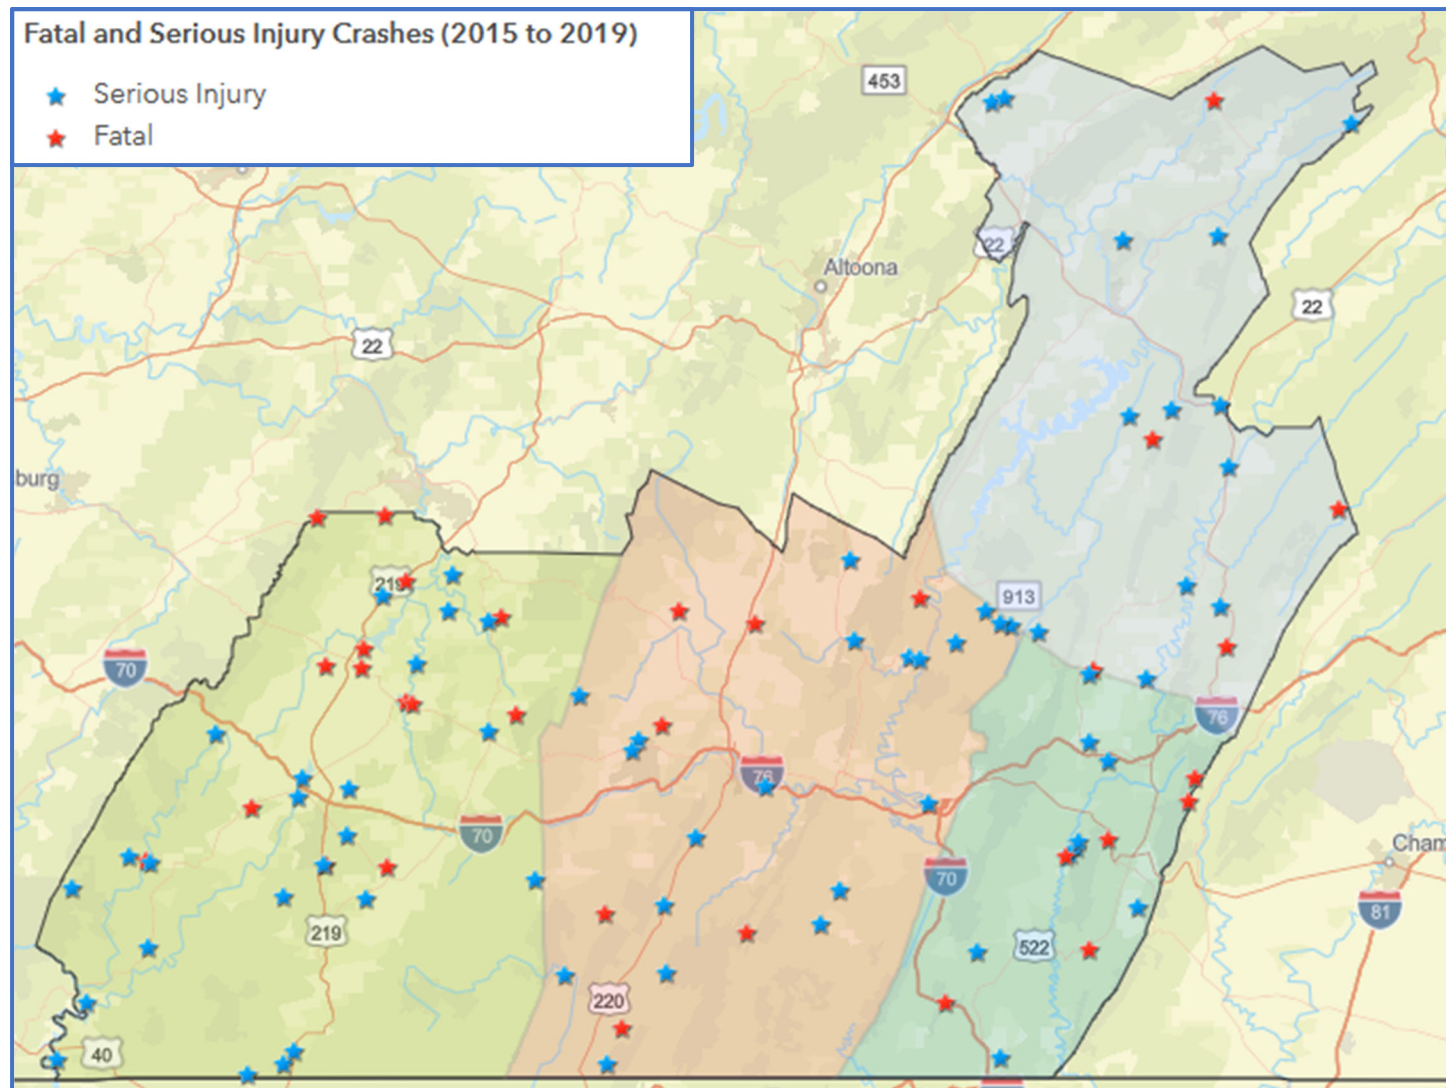 Fatal and Serious Injury Crashes (2015 to 2019)
Serious Injury
Fatal
453
22
Altoona
22
22
burg
219
913
70
76
76
70
70
Cham
81
219
522
220
40